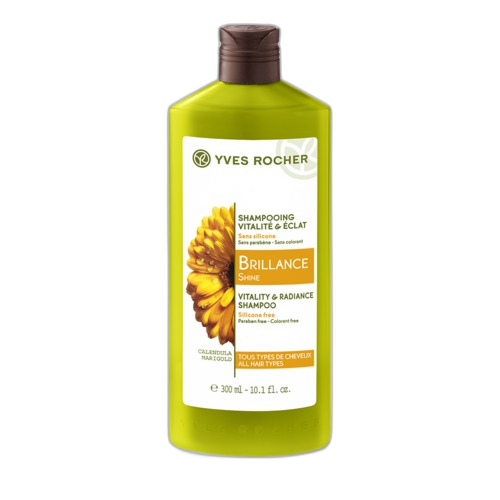 YVES ROCHER
SHAMPOOING
VITALITÉ & ÉCLAT
Sans silicone
Sans parabène - Sans colorant
BRILLANCE
SHINE
VITALITY & RADIANCE
SHAMPOO
Silicone free
Paraben free - Colorant free
CALENDULA
MARIGOLD
TOUS TYPES DE CHEVEUX
ALL HAIR TYPES
℮ 300 ml - 10.1 fl. oz.